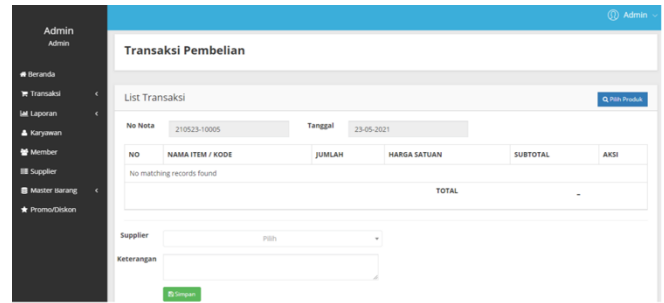 Admin
Admin
Admin
Beranda
Transaksi
Laporan
Karyawan
Member
Supplier
Master Barang
Promo/Diskon
Transaksi Pembelian
List Transaksi
Pilih Produk
No Nota 210523-10005 Tanggal 23-05-2021
NO NAMA ITEM / KODE JUMLAH HARGA SATUAN SUBTOTAL AKSI
No matching records found
TOTAL -
Supplier Pilih
Keterangan
Simpan